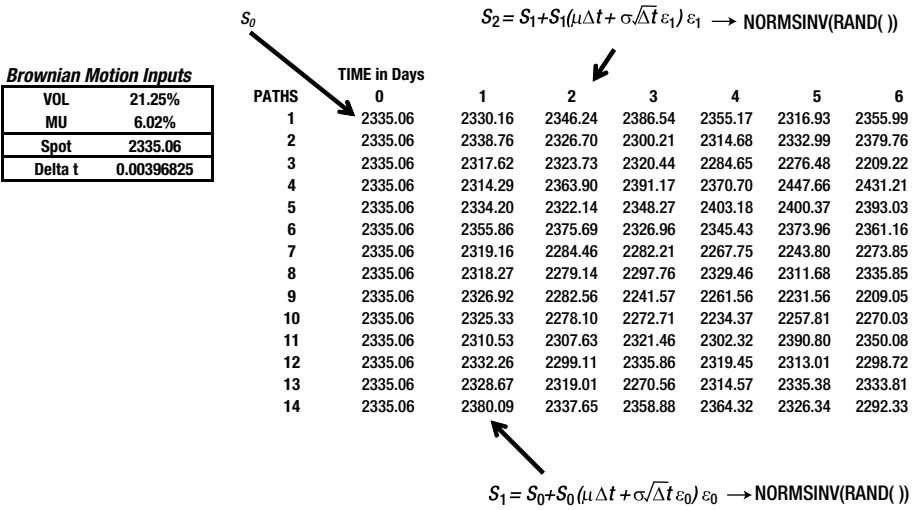 S₀
S₂ = S₁+S₁(μΔt + σ√Δt ε₁) ε₁ → NORMSINV(RAND( ))
Brownian Motion Inputs
VOL 21.25%
MU 6.02%
Spot 2335.06
Delta t 0.00396825
TIME in Days
PATHS 0 1 2 3 4 5 6
1 2335.06 2330.16 2346.24 2386.54 2355.17 2316.93 2355.99
2 2335.06 2338.76 2326.70 2300.21 2314.68 2332.99 2379.76
3 2335.06 2317.62 2323.73 2320.44 2284.65 2276.48 2209.22
4 2335.06 2314.29 2363.90 2391.17 2370.70 2447.66 2431.21
5 2335.06 2334.20 2322.14 2348.27 2403.18 2400.37 2393.03
6 2335.06 2355.86 2375.69 2326.96 2345.43 2373.96 2361.16
7 2335.06 2319.16 2284.46 2282.21 2267.75 2243.80 2273.85
8 2335.06 2318.27 2279.14 2297.76 2329.46 2311.68 2335.85
9 2335.06 2326.92 2282.56 2241.57 2261.56 2231.56 2209.05
10 2335.06 2325.33 2278.10 2272.71 2234.37 2257.81 2270.03
11 2335.06 2310.53 2307.63 2321.46 2302.32 2390.80 2350.08
12 2335.06 2332.26 2299.11 2335.86 2319.45 2313.01 2298.72
13 2335.06 2328.67 2319.01 2270.56 2314.57 2335.38 2333.81
14 2335.06 2380.09 2337.65 2358.88 2364.32 2326.34 2292.33
S₁ = S₀+S₀(μΔt + σ√Δt ε₀) ε₀ → NORMSINV(RAND( ))